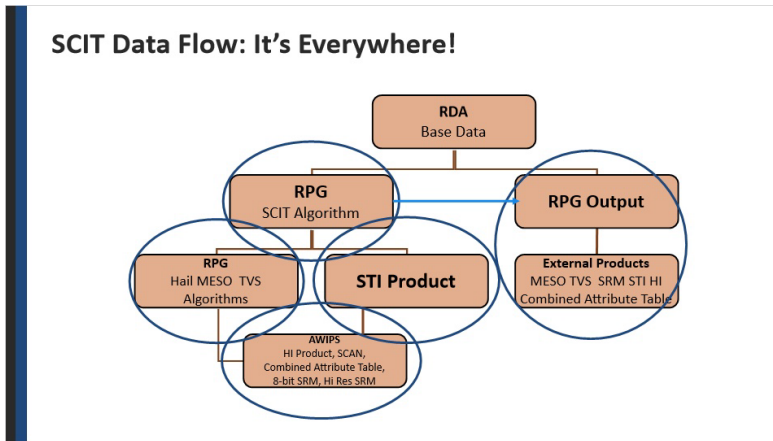 SCIT Data Flow: It’s Everywhere!
RDA
Base Data
RPG
SCIT Algorithm
RPG Output
RPG
Hail MESO TVS
Algorithms
STI Product
External Products
MESO TVS SRM STI HI
Combined Attribute Table
AWIPS
HI Product, SCAN,
Combined Attribute Table,
8-bit SRM, Hi Res SRM